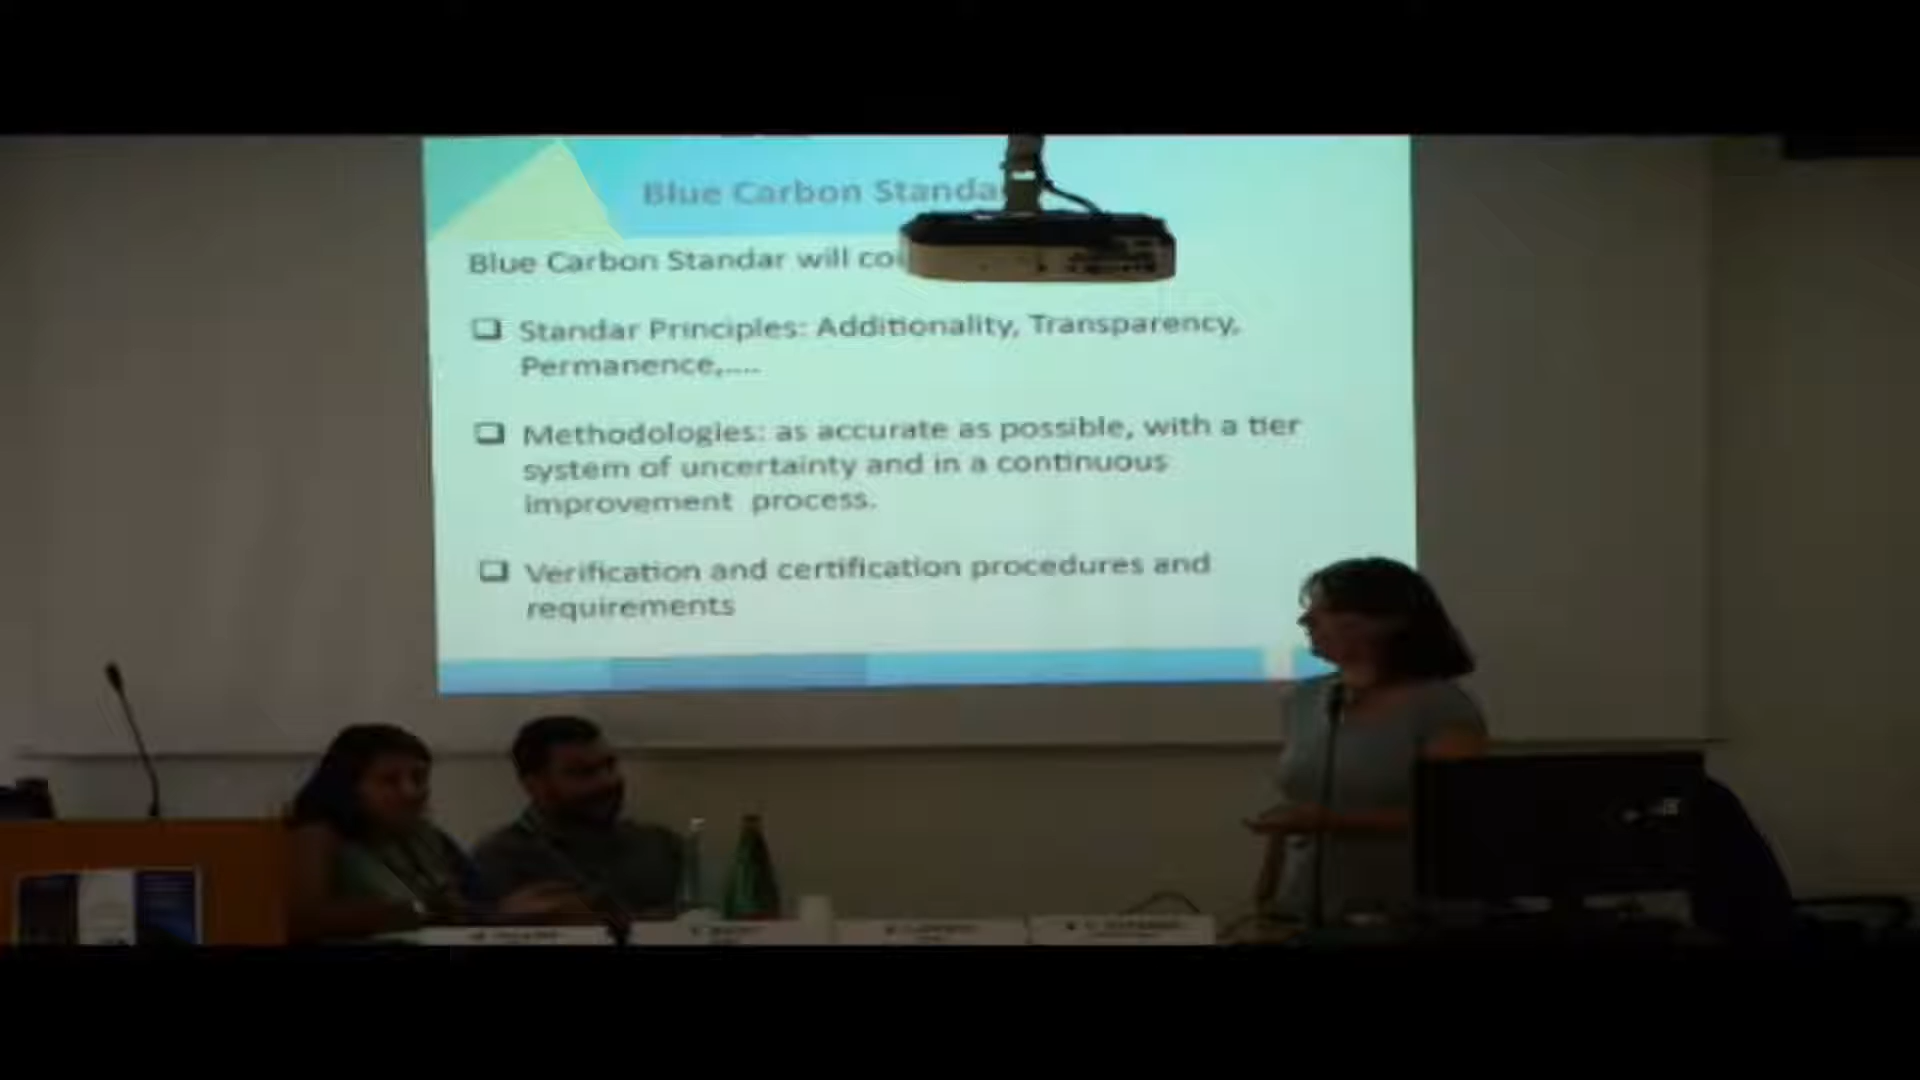 Blue Carbon Standa
Blue Carbon Standar will co
Standar Principles: Additionality, Transparency,
Permanence,....
Methodologies: as accurate as possible, with a tier
system of uncertainty and in a continuous
improvement process.
Verification and certification procedures and
requirements